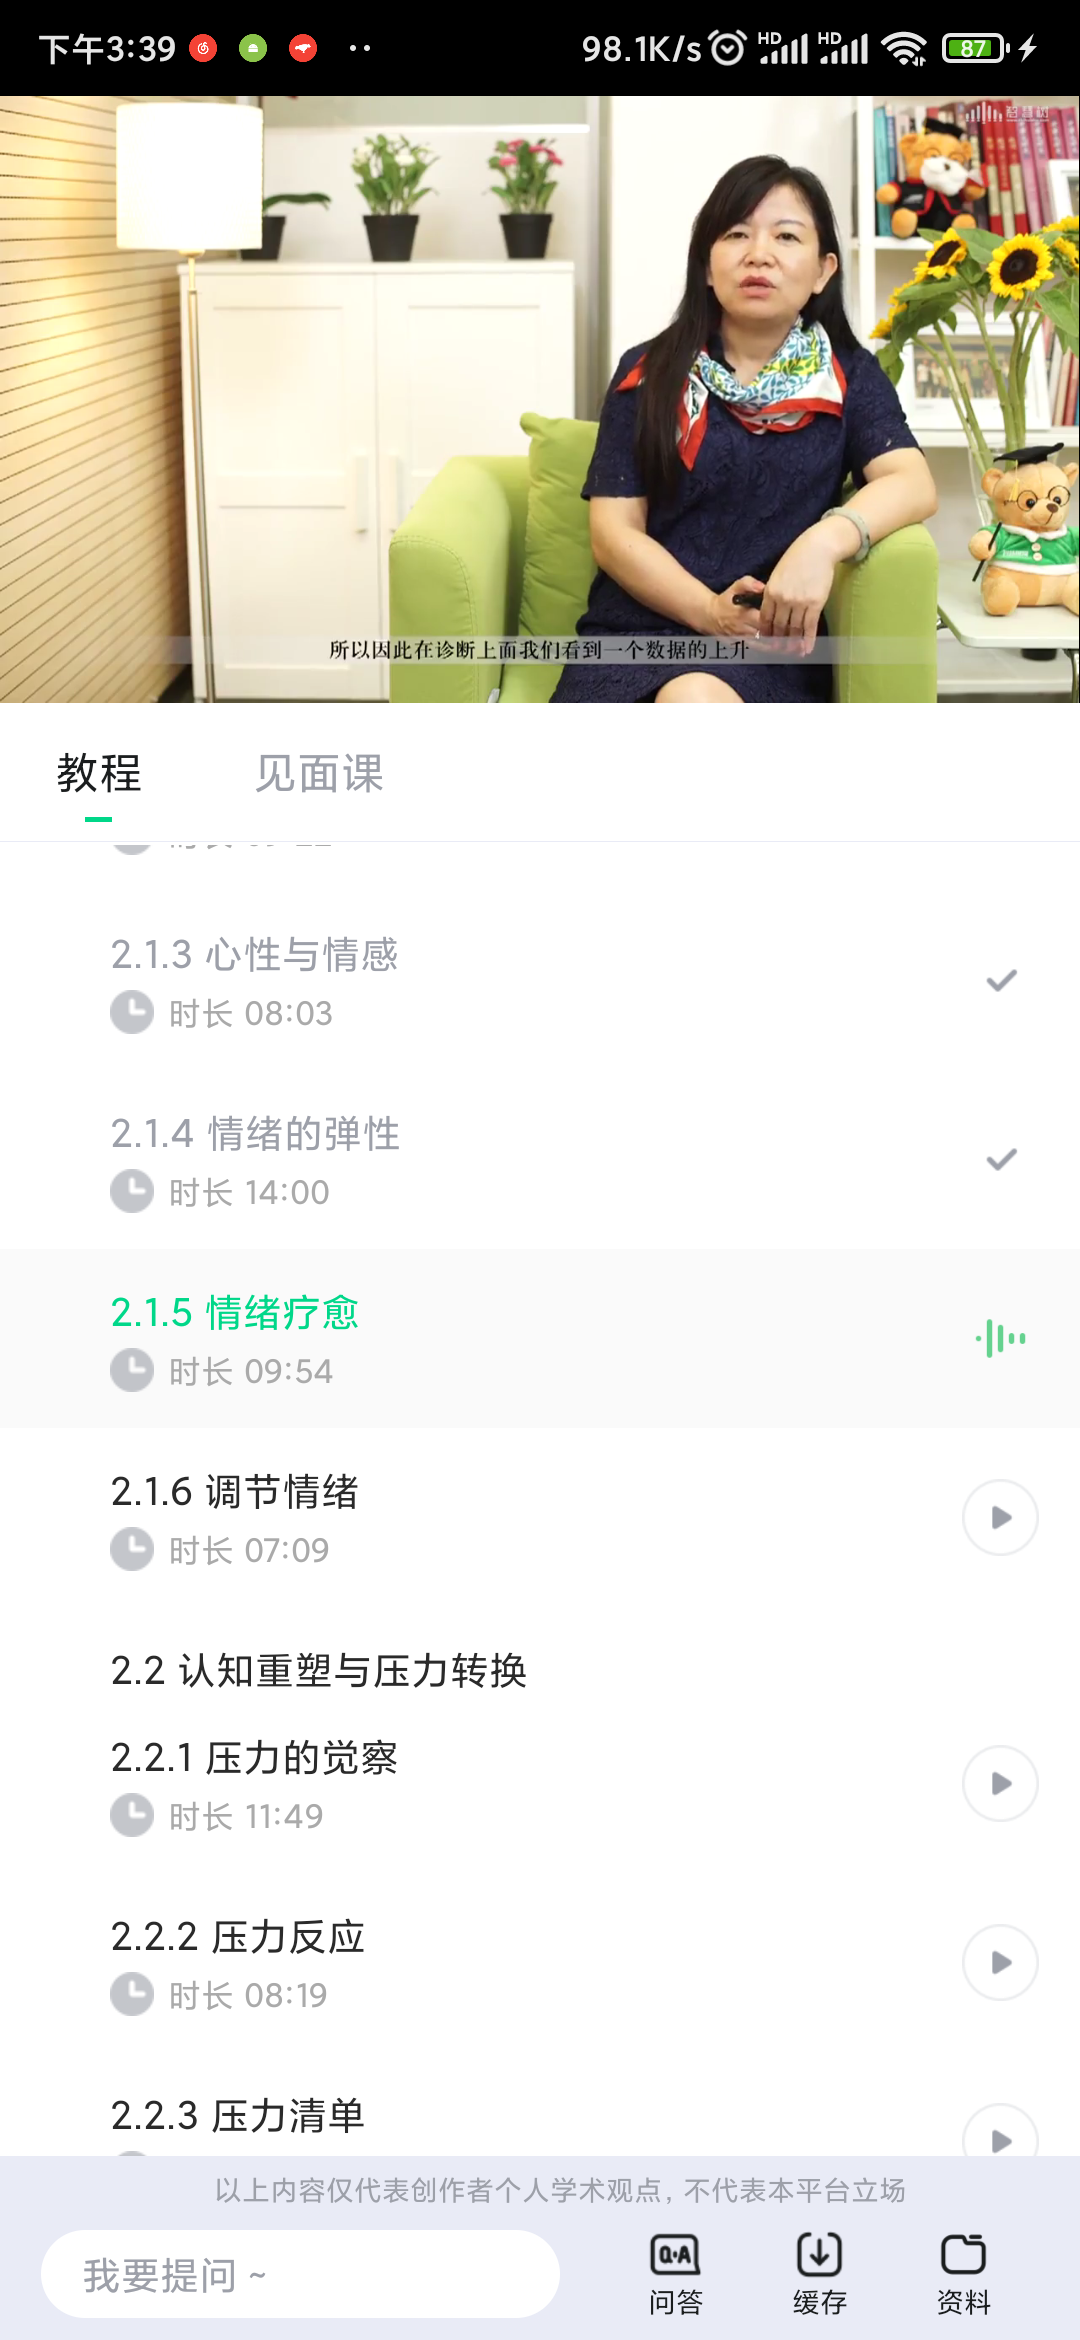 下午3:39
98.1K/s
HD
HD
87
智慧树
所以因此在诊断上面我们看到一个数据的上升
教程
见面课
2.1.3 心性与情感
时长 08:03
2.1.4 情绪的弹性
时长 14:00
2.1.5 情绪疗愈
时长 09:54
2.1.6 调节情绪
时长 07:09
2.2 认知重塑与压力转换
2.2.1 压力的觉察
时长 11:49
2.2.2 压力反应
时长 08:19
2.2.3 压力清单
以上内容仅代表创作者个人学术观点，不代表本平台立场
我要提问 ~
Q·A
问答
缓存
资料